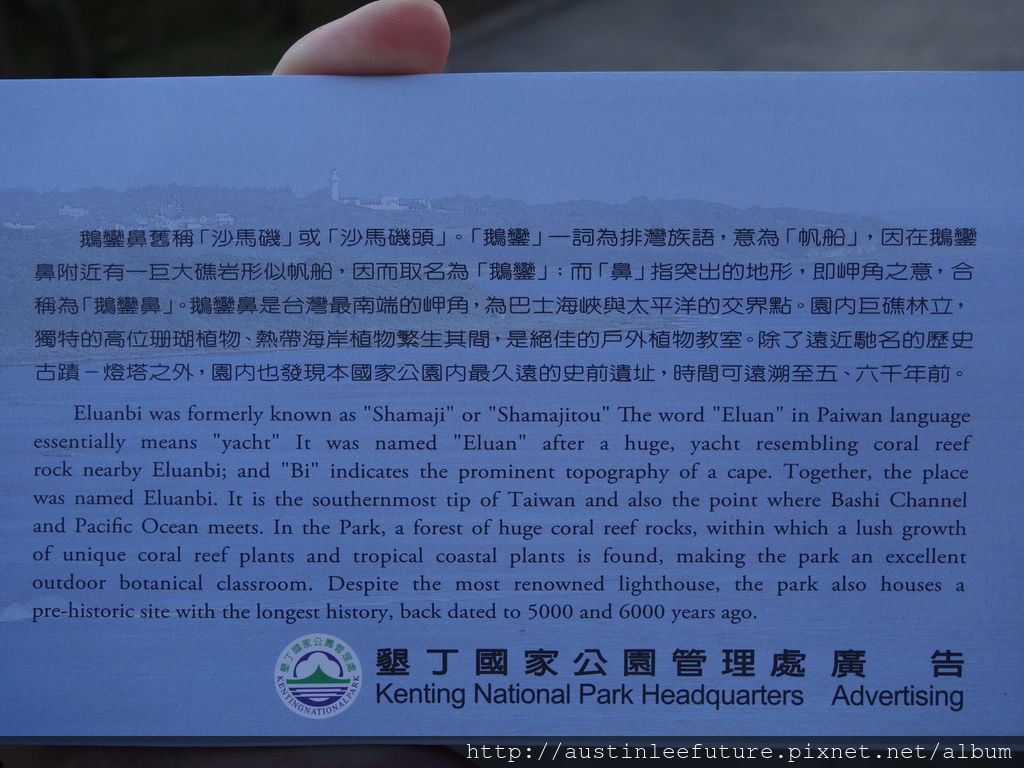 鵝鑾鼻舊稱「沙馬磯」或「沙馬磯頭」。「鵝鑾」一詞為排灣族語，意為「帆船」，因在鵝鑾
鼻附近有一巨大礁岩形似帆船，因而取名為「鵝鑾」；而「鼻」指突出的地形，即岬角之意，合
稱為「鵝鑾鼻」。鵝鑾鼻是台灣最南端的岬角，為巴士海峽與太平洋的交界點。園內巨礁林立，
獨特的高位珊瑚植物、熱帶海岸植物繁生其間，是絕佳的戶外植物教室。除了遠近馳名的歷史
古蹟－燈塔之外，園內也發現本國家公園內最久遠的史前遺址，時間可遠溯至五、六千年前。
Eluanbi was formerly known as "Shamaji" or "Shamajitou" The word "Eluan" in Paiwan language
essentially means "yacht" It was named "Eluan" after a huge, yacht resembling coral reef
rock nearby Eluanbi; and "Bi" indicates the prominent topography of a cape. Together, the place
was named Eluanbi. It is the southernmost tip of Taiwan and also the point where Bashi Channel
and Pacific Ocean meets. In the Park, a forest of huge coral reef rocks, within which a lush growth
of unique coral reef plants and tropical coastal plants is found, making the park an excellent
outdoor botanical classroom. Despite the most renowned lighthouse, the park also houses a
pre-historic site with the longest history, back dated to 5000 and 6000 years ago.
墾丁國家公園管理處
KENTING NATIONAL PARK
墾丁國家公園管理處 廣告
Kenting National Park Headquarters Advertising
http://austinleefuture.pixnet.net/album